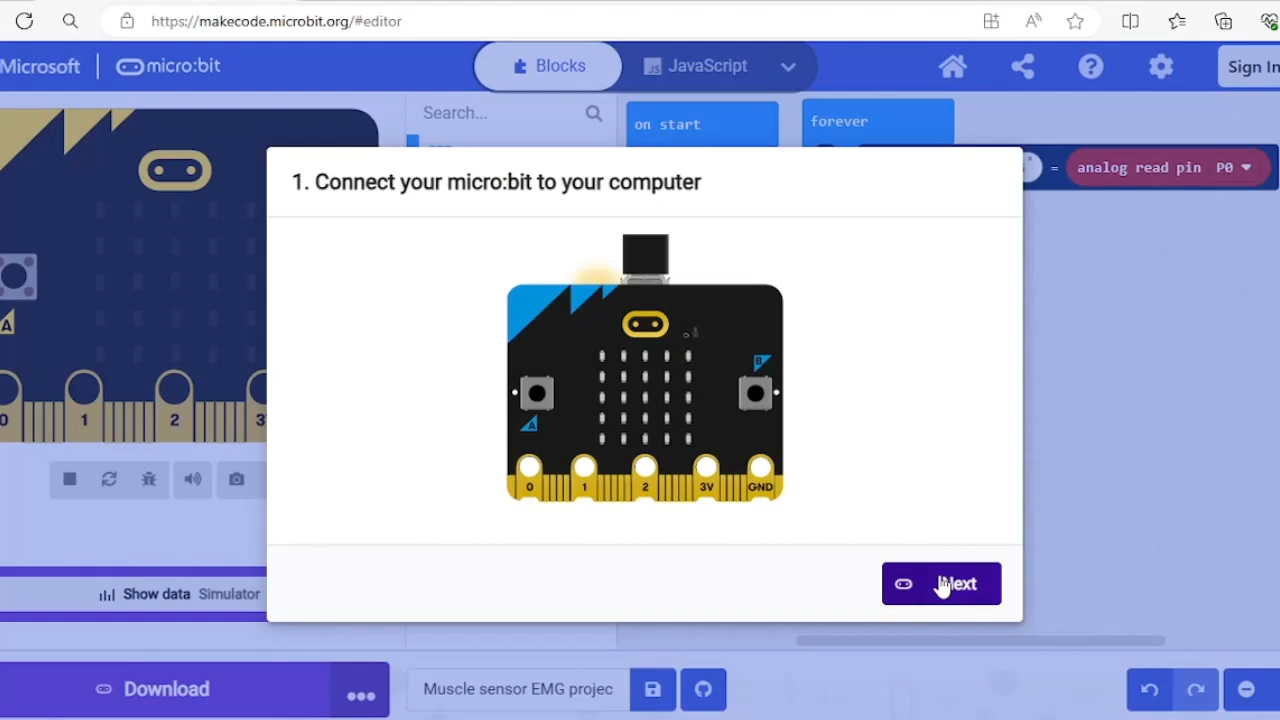 https://makecode.microbit.org/#editor
Microsoft
micro:bit
Blocks
JS
JavaScript
Sign In
Search...
on start
forever
= analog read pin P0
1. Connect your micro:bit to your computer
B
A
0 1 2 3V GND
A
0 1 2 3
Next
Show data Simulator
Download
Muscle sensor EMG projec